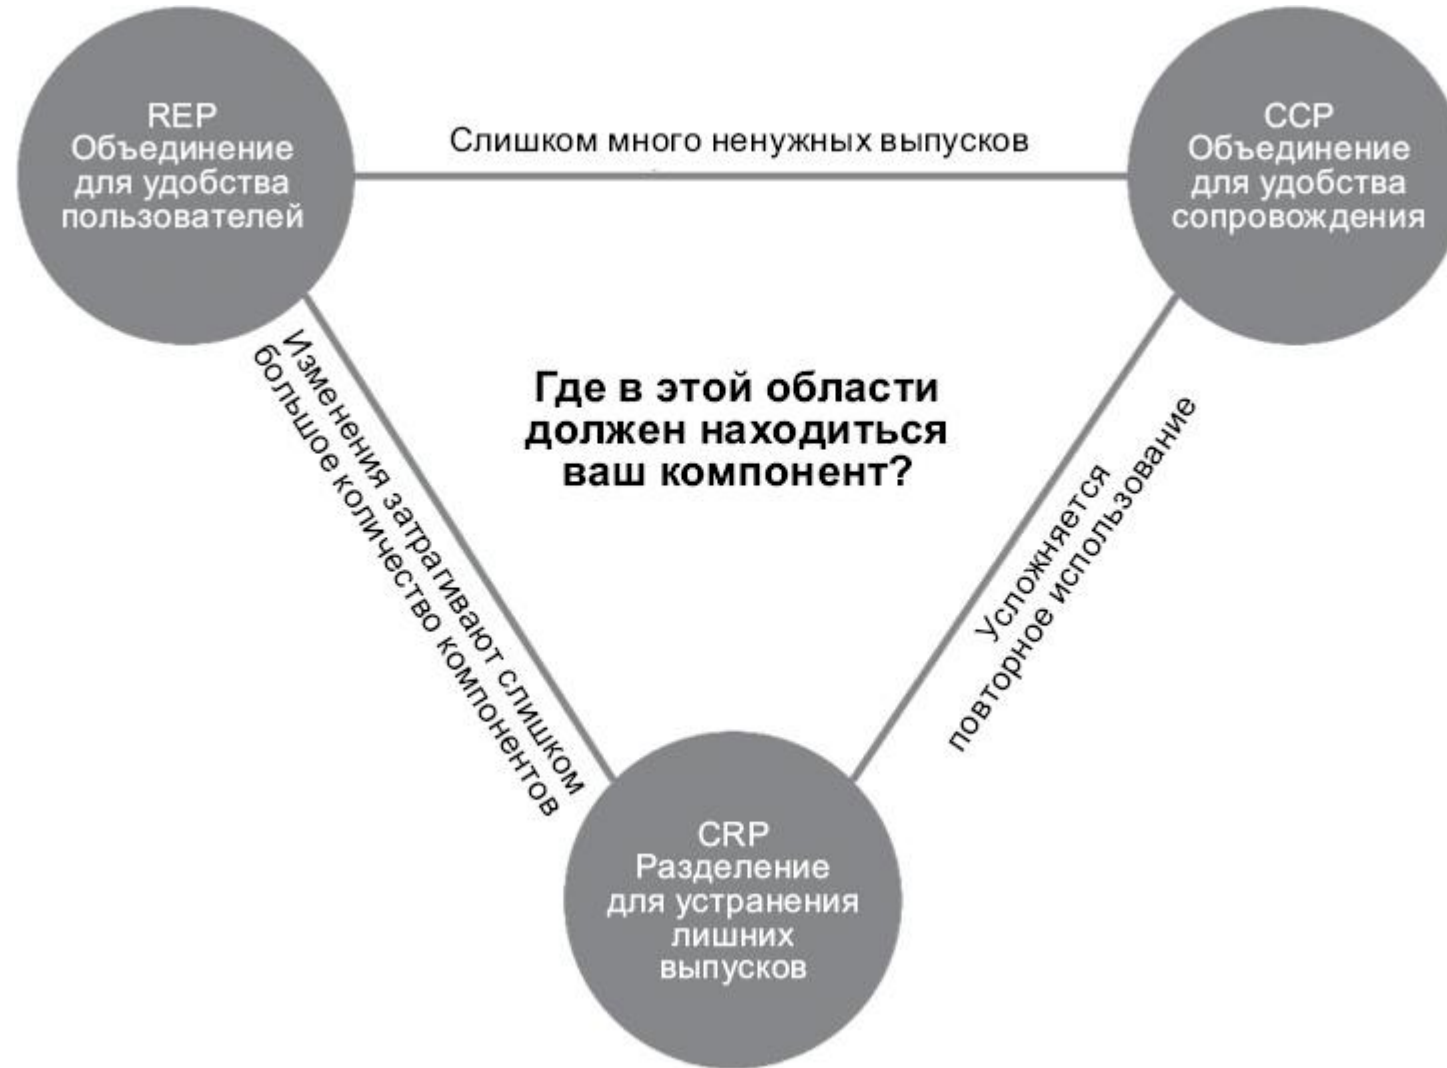 REP
Объединение
для удобства
пользователей
Слишком много ненужных выпусков
CCP
Объединение
для удобства
сопровождения
Изменения затрагивают слишком
большое количество компонентов
Где в этой области
должен находиться
ваш компонент?
Усложняется
повторное использование
CRP
Разделение
для устранения
лишних
выпусков